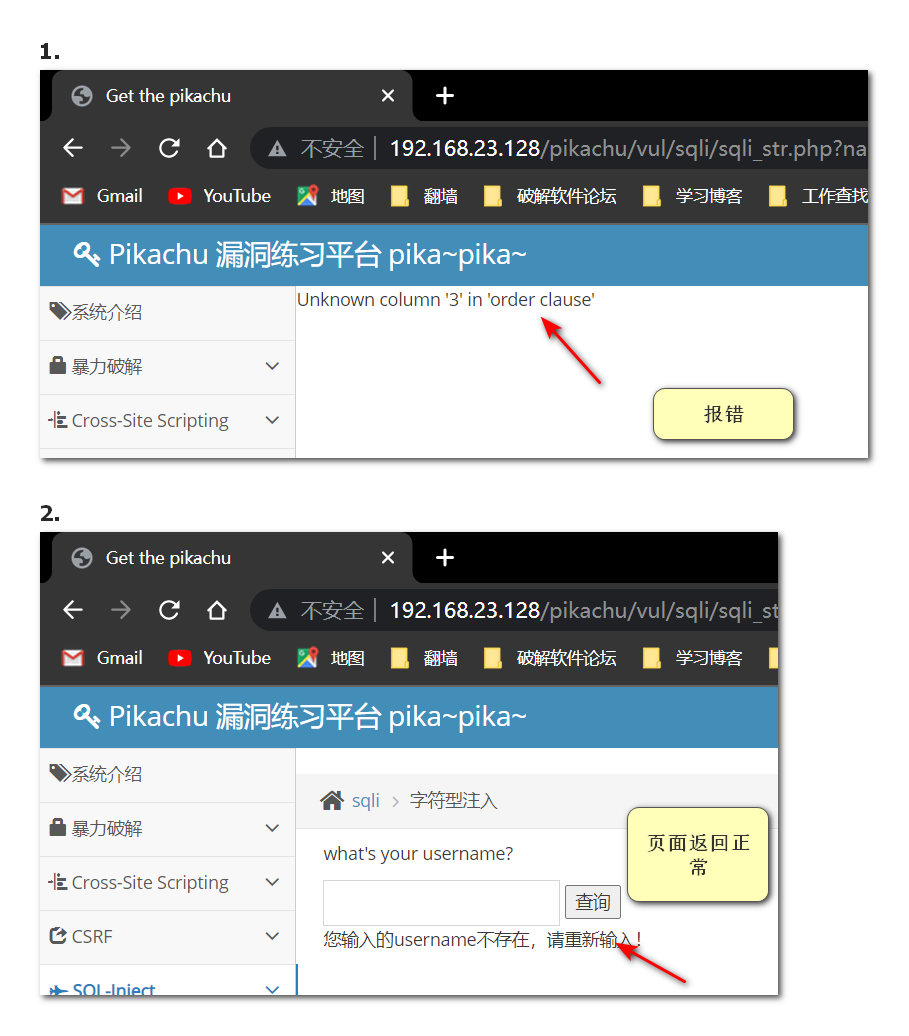 1.
Get the pikachu
不安全 192.168.23.128/pikachu/vul/sqli/sqli_str.php?na
Gmail YouTube 地图 翻墙 破解软件论坛 学习博客 工作查找
Pikachu 漏洞练习平台 pika~pika~
系统介绍
Unknown column '3' in 'order clause'
暴力破解
报错
Cross-Site Scripting
2.
Get the pikachu
不安全 192.168.23.128/pikachu/vul/sqli/sqli_st
Gmail YouTube 地图 翻墙 破解软件论坛 学习博客
Pikachu 漏洞练习平台 pika~pika~
系统介绍
sqli > 字符型注入
暴力破解
页面返回正
常
what's your username?
Cross-Site Scripting
查询
CSRF
您输入的username不存在，请重新输入！
SQL-Inject